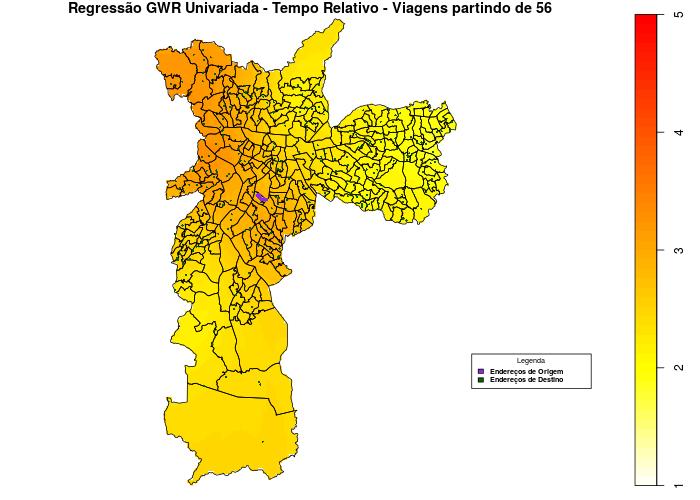 Regressão GWR Univariada - Tempo Relativo - Viagens partindo de 56
5
4
3
2
1
Legenda
Endereços de Origem
Endereços de Destino